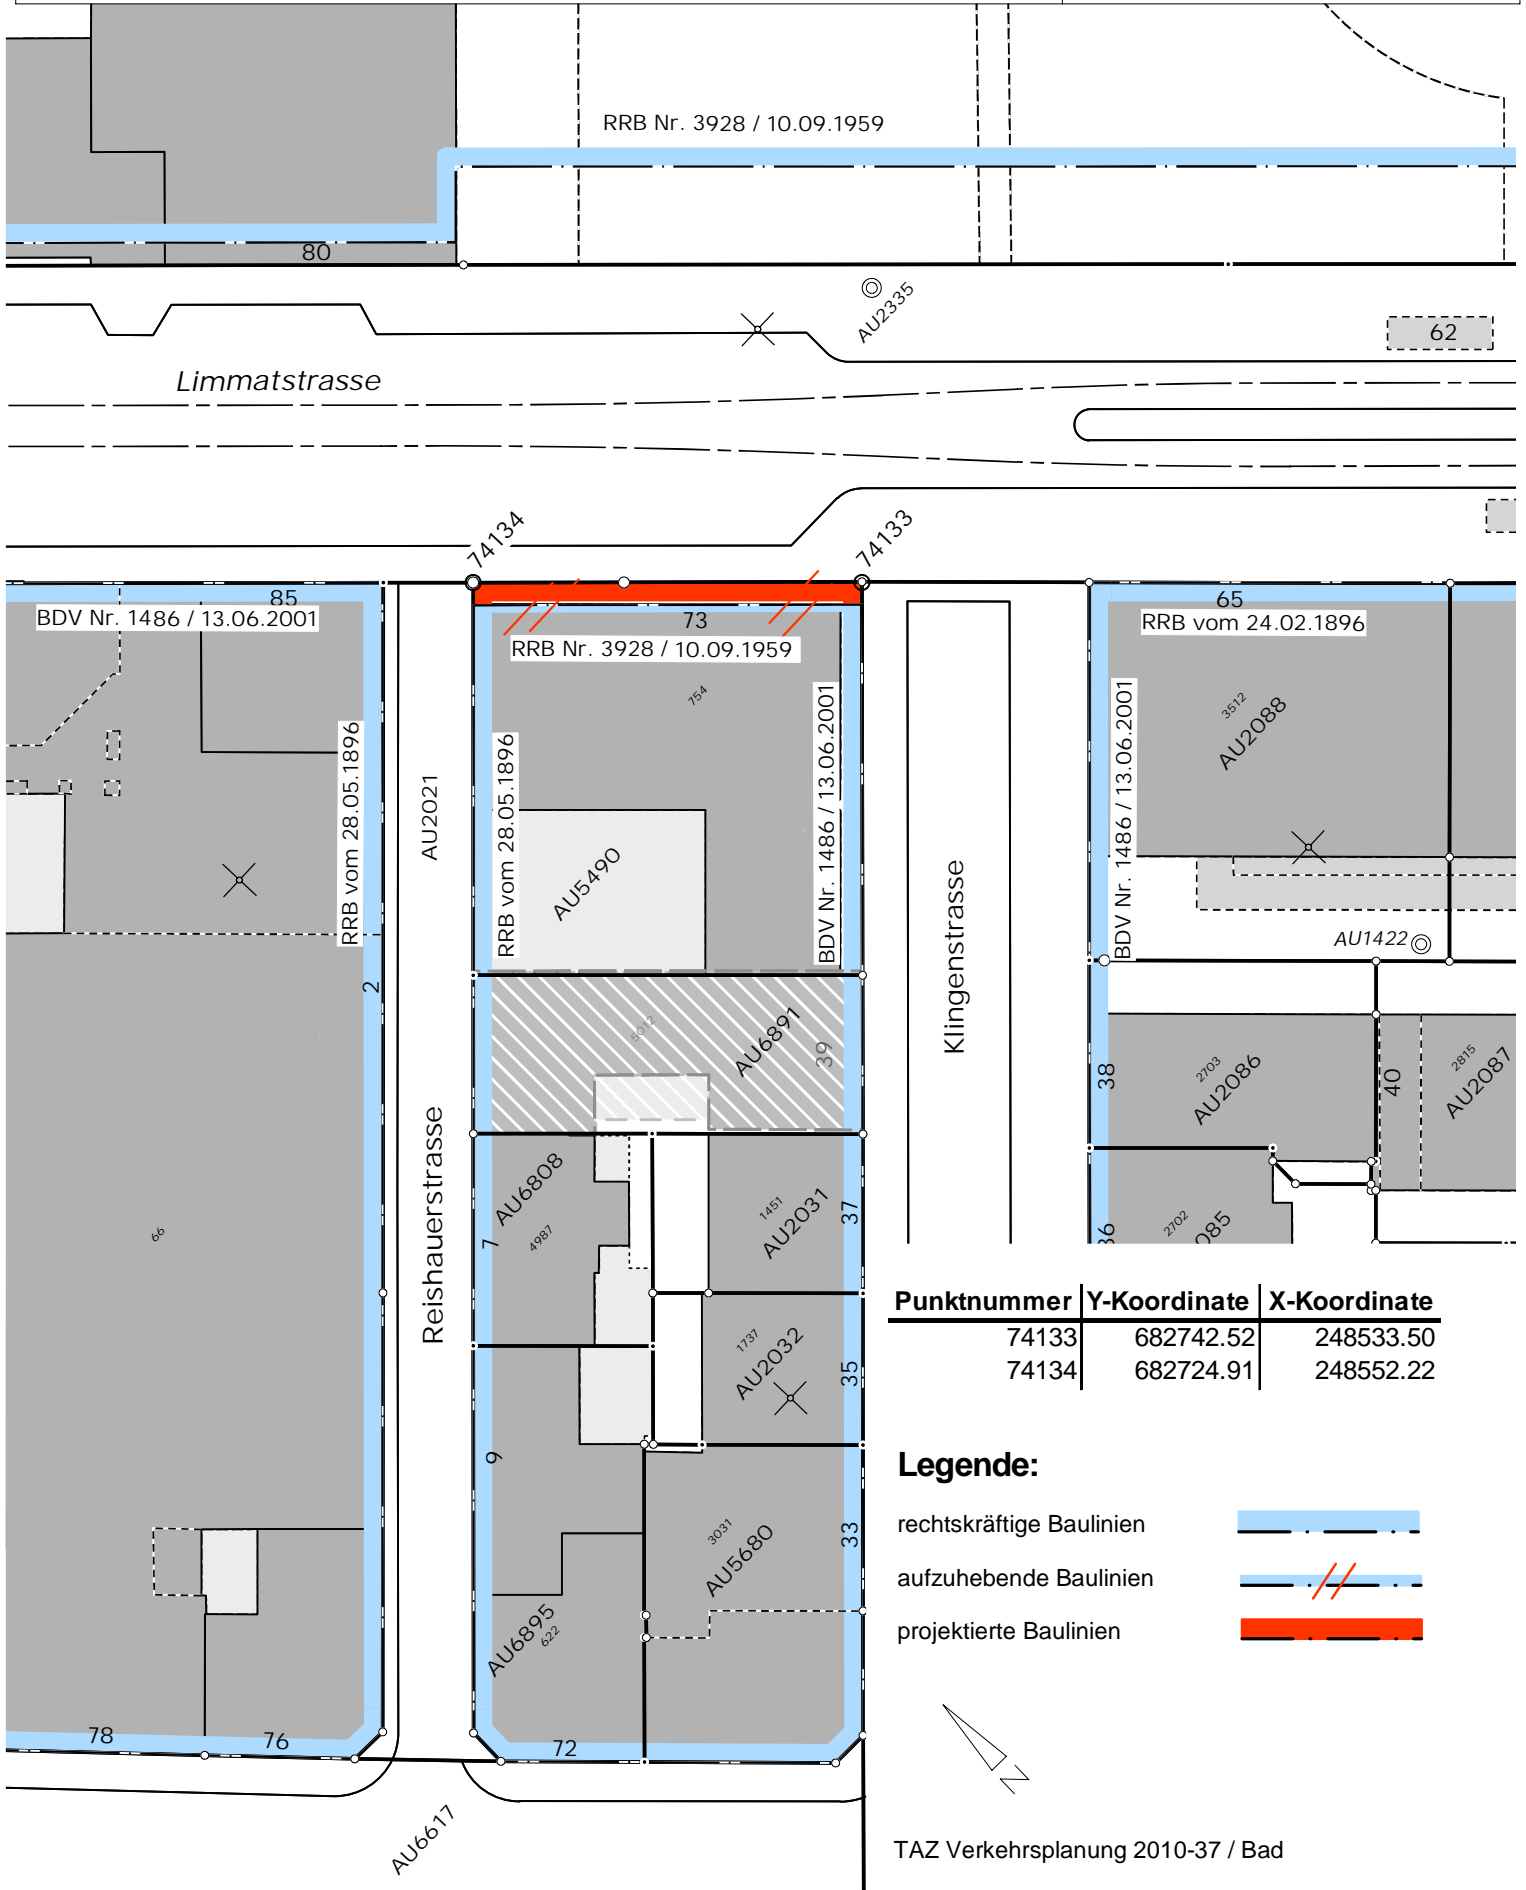 RRB Nr. 3928 / 10.09.1959
80
AU2335
62
Limmatstrasse
74134
74133
85
BDV Nr. 1486 / 13.06.2001
73
RRB Nr. 3928 / 10.09.1959
65
RRB vom 24.02.1896
754
3512
AU2088
RRB vom 28.05.1896
AU2021
RRB vom 28.05.1896
AU5490
BDV Nr. 1486 / 13.06.2001
Klingenstrasse
BDV Nr. 1486 / 13.06.2001
AU1422
2
5012
AU6891
39
38
2703
AU2086
40
2815
AU2087
Reishauerstrasse
AU6808
4987
7
1451
AU2031
37
36
2702
085
66
Punktnummer Y-Koordinate X-Koordinate
74133 682742.52 248533.50
74134 682724.91 248552.22
1737
AU2032
35
9
3031
AU5680
33
AU6895
622
Legende:
rechtskräftige Baulinien
aufzuhebende Baulinien
projektierte Baulinien
78
76
72
N
AU6617
TAZ Verkehrsplanung 2010-37 / Bad